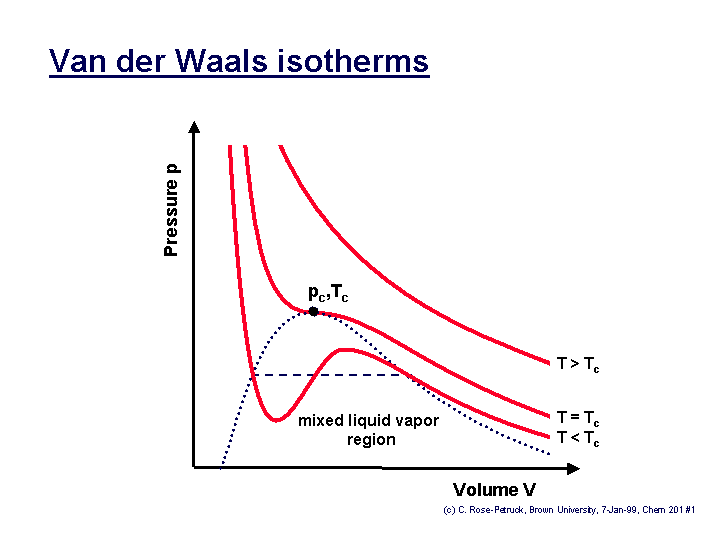 Van der Waals isotherms
Pressure p
pc,Tc
T > Tc
T = Tc
T < Tc
mixed liquid vapor
region
Volume V
(c) C. Rose-Petruck, Brown University, 7-Jan-99, Chem 201 #1